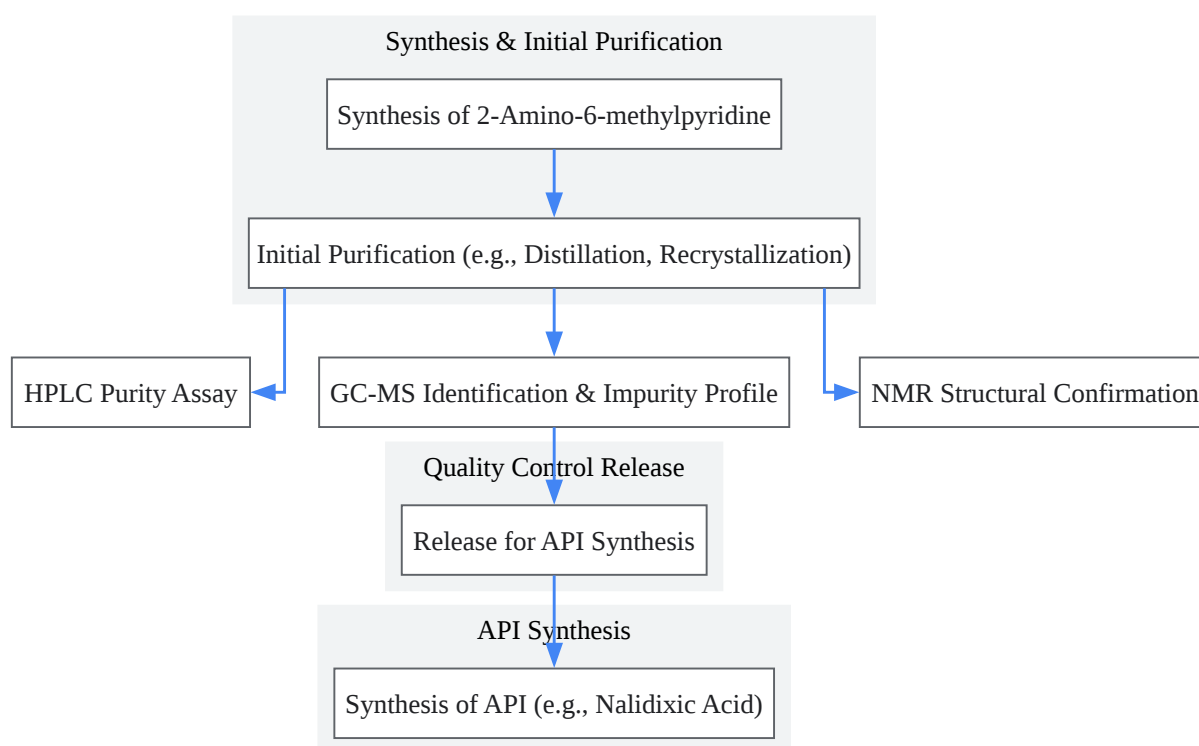 Synthesis & Initial Purification
Synthesis of 2-Amino-6-methylpyridine
Initial Purification (e.g., Distillation, Recrystallization)
HPLC Purity Assay
GC-MS Identification & Impurity Profile
NMR Structural Confirmation
Quality Control Release
Release for API Synthesis
API Synthesis
Synthesis of API (e.g., Nalidixic Acid)